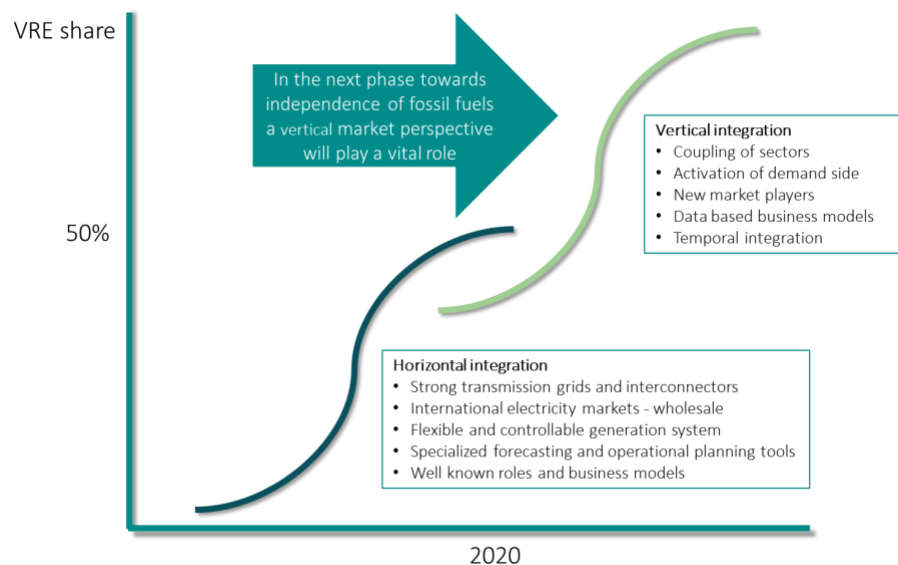 VRE share
In the next phase towards
independence of fossil fuels
a vertical market perspective
will play a vital role
Vertical integration
• Coupling of sectors
• Activation of demand side
• New market players
• Data based business models
• Temporal integration
50%
Horizontal integration
• Strong transmission grids and interconnectors
• International electricity markets - wholesale
• Flexible and controllable generation system
• Specialized forecasting and operational planning tools
• Well known roles and business models
2020